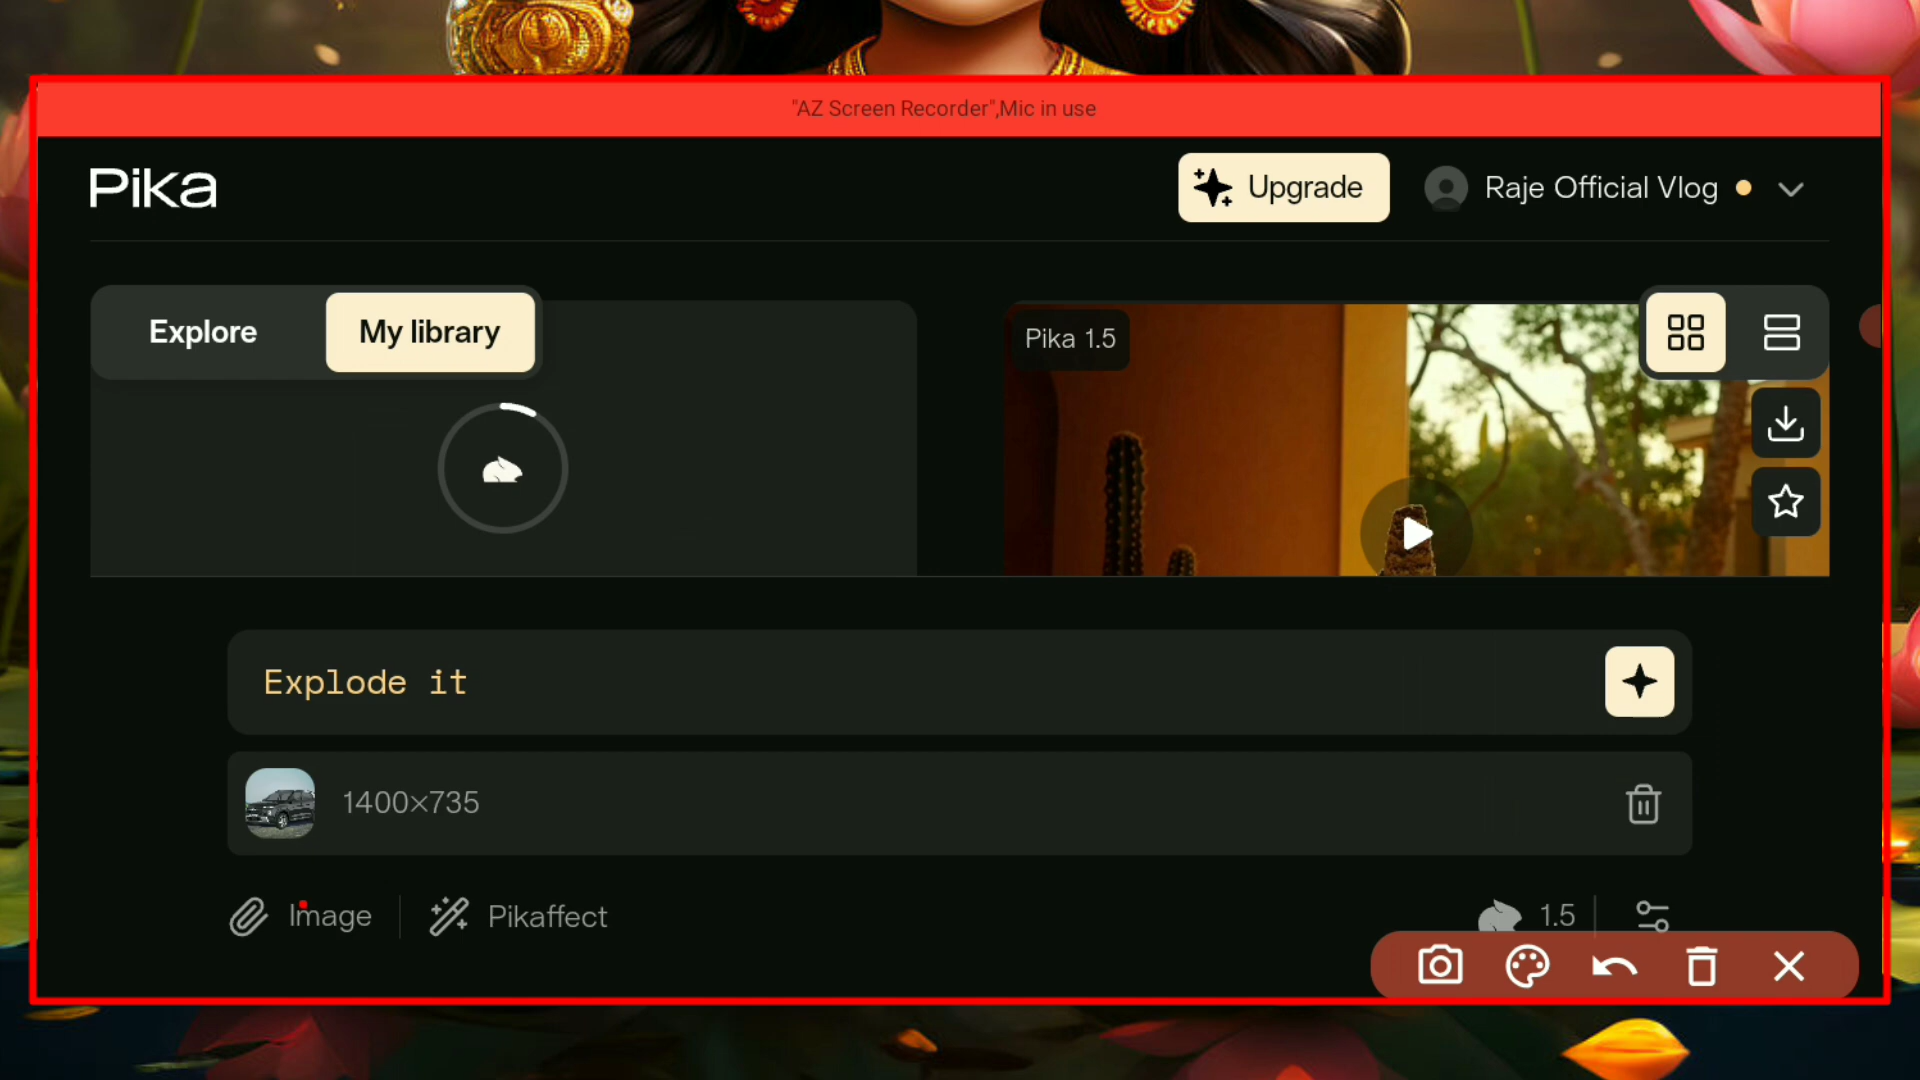 "AZ Screen Recorder",Mic in use
Pika
Upgrade
Raje Official Vlog
Explore
My library
Pika 1.5
Explode it
1400×735
Image
Pikaffect
1.5